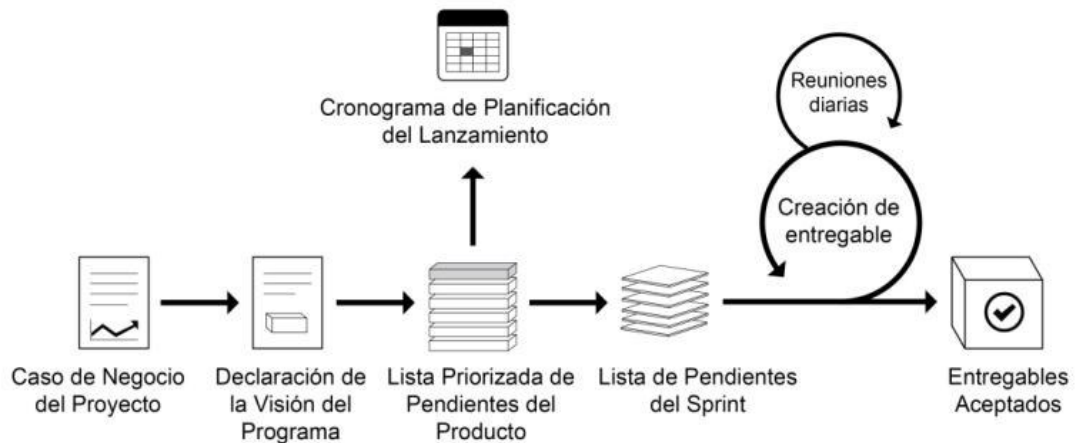 Cronograma de Planificación
del Lanzamiento
Reuniones
diarias
Creación de
entregable
Caso de Negocio
del Proyecto
Declaración de
la Visión del
Programa
Lista Priorizada de
Pendientes del
Producto
Lista de Pendientes
del Sprint
Entregables
Aceptados